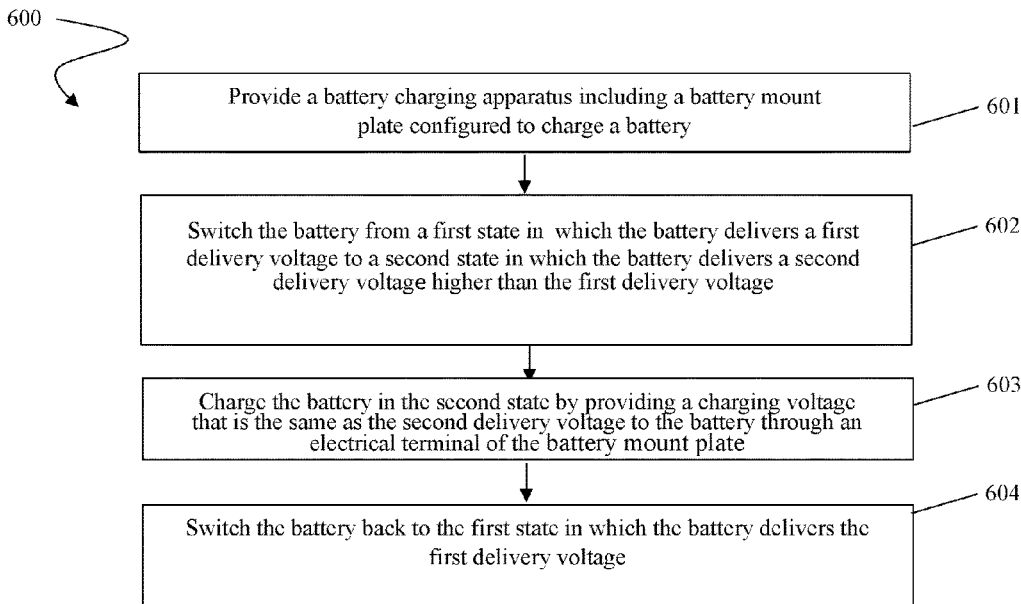 600
Provide a battery charging apparatus including a battery mount
plate configured to charge a battery
601
Switch the battery from a first state in which the battery delivers a first
delivery voltage to a second state in which the battery delivers a second
delivery voltage higher than the first delivery voltage
602
Charge the battery in the second state by providing a charging voltage
that is the same as the second delivery voltage to the battery through an
electrical terminal of the battery mount plate
603
Switch the battery back to the first state in which the battery delivers the
first delivery voltage
604